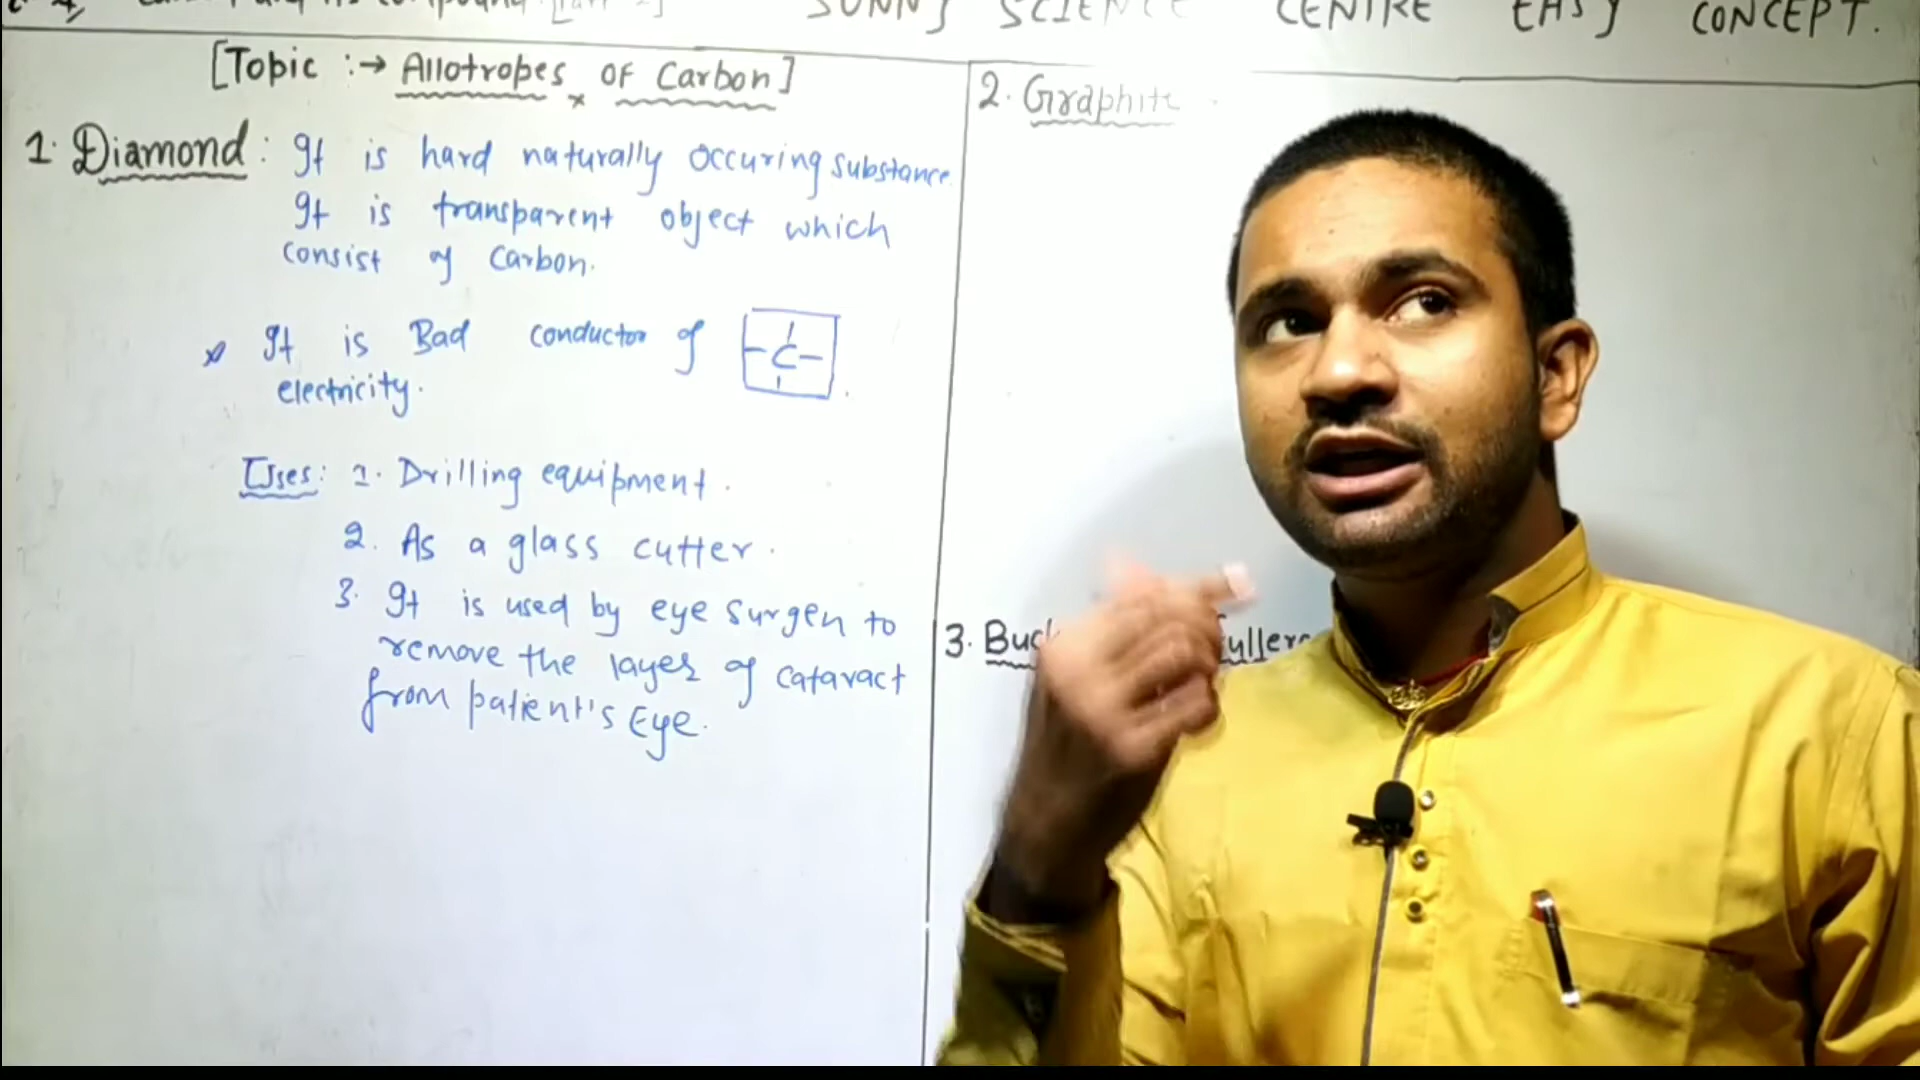 SUNNY SCIENCE CENTRE EASY CONCEPT.
[Topic :→ Allotropes of Carbon]
1. Diamond : It is hard naturally occuring substance
It is transparent object which
consist of carbon.
It is Bad conductor of
electricity.
C
Uses: 1. Drilling equipment.
2. As a glass cutter.
3. It is used by eye surgen to
remove the layer of cataract
from patient's Eye.
2. Graphite
3.